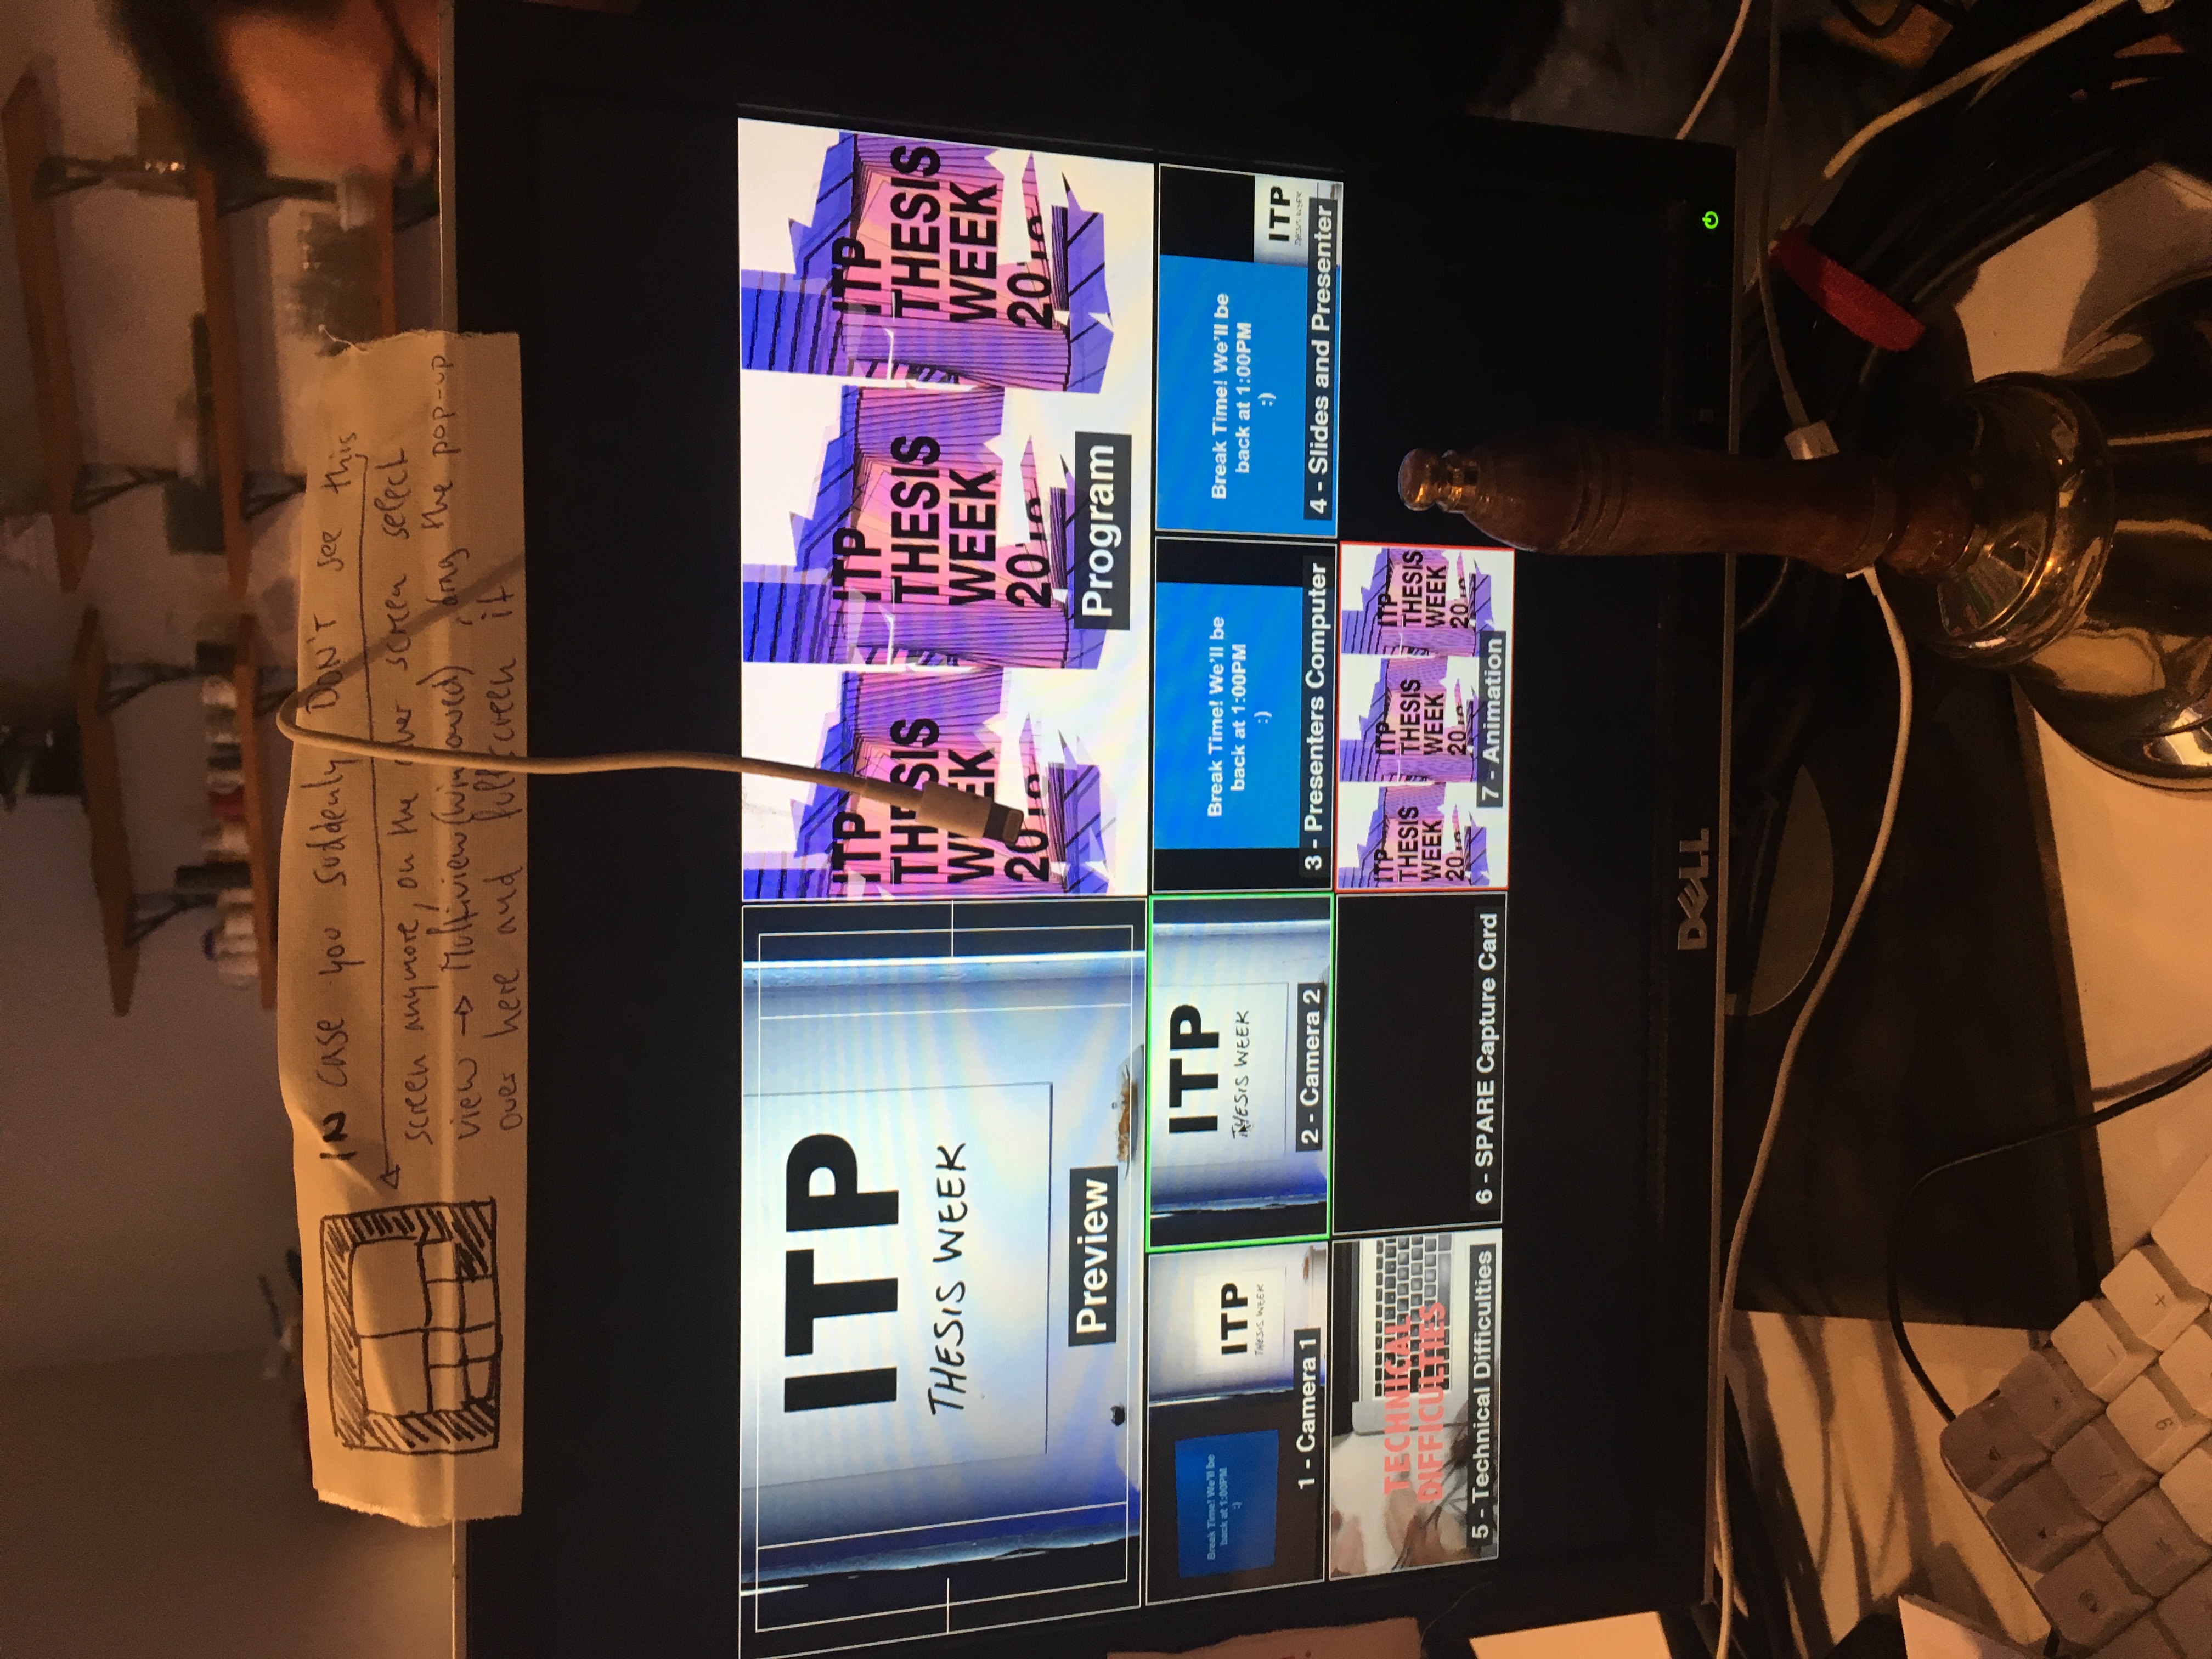 IN case you suddenly DON'T see this
screen anymore, on the other screen select
view → Multiview (windowed), drag the pop-up
over here and fullscreen it
ITP
THESIS WEEK
Preview
ITP
THESIS
WEEK
ITP
THESIS
WEEK
ITP
THESIS
WEEK
Program
Break Time! We'll be
back at 1:00PM
:)
ITP
THESIS WEEK
1 - Camera 1
ITP
THESIS WEEK
2 - Camera 2
Break Time! We'll be
back at 1:00PM
:)
3 - Presenters Computer
Break Time! We'll be
back at 1:00PM
:)
ITP
THESIS WEEK
4 - Slides and Presenter
TECHNICAL
DIFFICULTIES
5 - Technical Difficulties
6 - SPARE Capture Card
ITP
THESIS
WEEK
ITP
THESIS
WEEK
ITP
THESIS
WEEK
7 - Animation
DELL